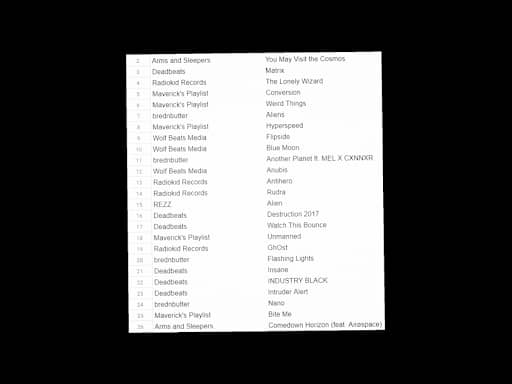 2 Arms and Sleepers You May Visit the Cosmos
3 Deadbeats Matrix
4 Radiokid Records The Lonely Wizard
5 Maverick's Playlist Conversion
6 Maverick's Playlist Weird Things
7 brednbutter Aliens
8 Maverick's Playlist Hyperspeed
9 Wolf Beats Media Flipside
10 Wolf Beats Media Blue Moon
11 brednbutter Another Planet ft. MEL X CXNNXR
12 Wolf Beats Media Anubis
13 Radiokid Records Antihero
14 Radiokid Records Rudra
15 REZZ Alien
16 Deadbeats Destruction 2017
17 Deadbeats Watch This Bounce
18 Maverick's Playlist Unmanned
19 Radiokid Records GhOst
20 brednbutter Flashing Lights
21 Deadbeats Insane
22 Deadbeats INDUSTRY BLACK
23 Deadbeats Intruder Alert
24 brednbutter Nano
25 Maverick's Playlist Bite Me
26 Arms and Sleepers Comedown Horizon (feat. Airospace)